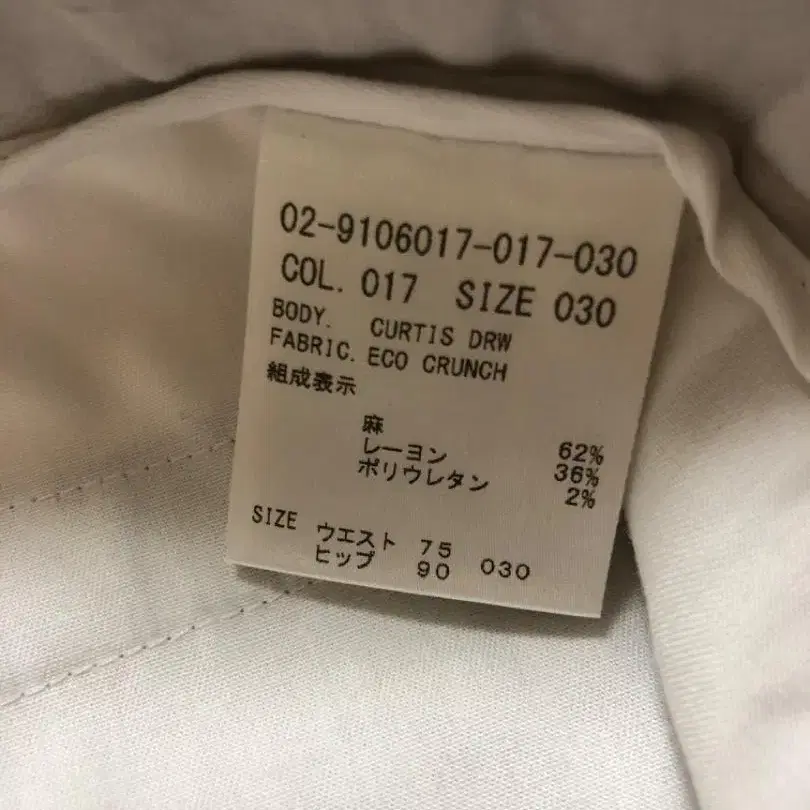 02-9106017-017-030
COL. 017 SIZE 030
BODY. CURTIS DRW
FABRIC. ECO CRUNCH
組成表示
麻 62%
レーヨン 36%
ポリウレタン 2%
SIZE ウエスト 75 030
ヒップ 90